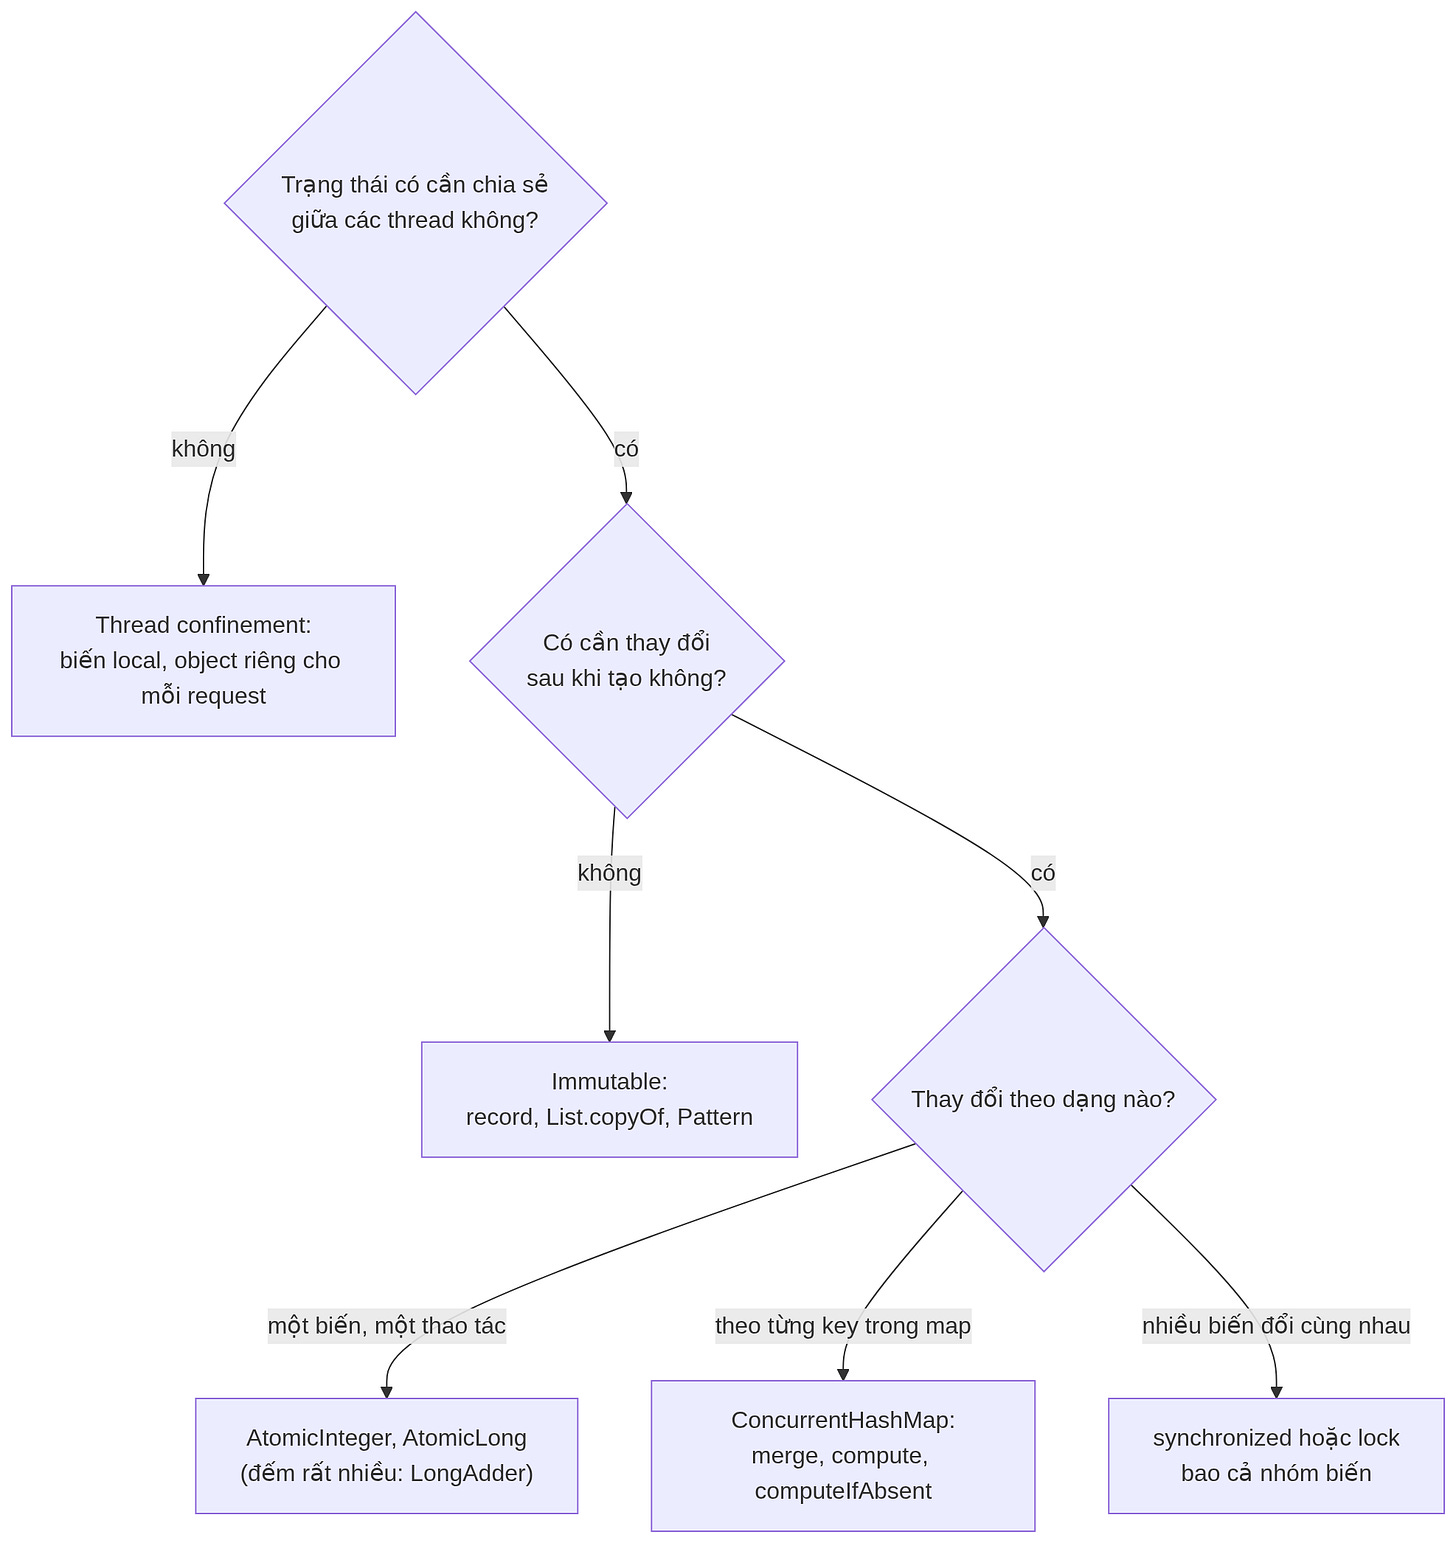 Trạng thái có cần chia sẻ
giữa các thread không?
không
có
Thread confinement:
biến local, object riêng cho
mỗi request
Có cần thay đổi
sau khi tạo không?
không
có
Immutable:
record, List.copyOf, Pattern
Thay đổi theo dạng nào?
một biến, một thao tác
theo từng key trong map
nhiều biến đổi cùng nhau
AtomicInteger, AtomicLong
(đếm rất nhiều: LongAdder)
ConcurrentHashMap:
merge, compute,
computeIfAbsent
synchronized hoặc lock
bao cả nhóm biến